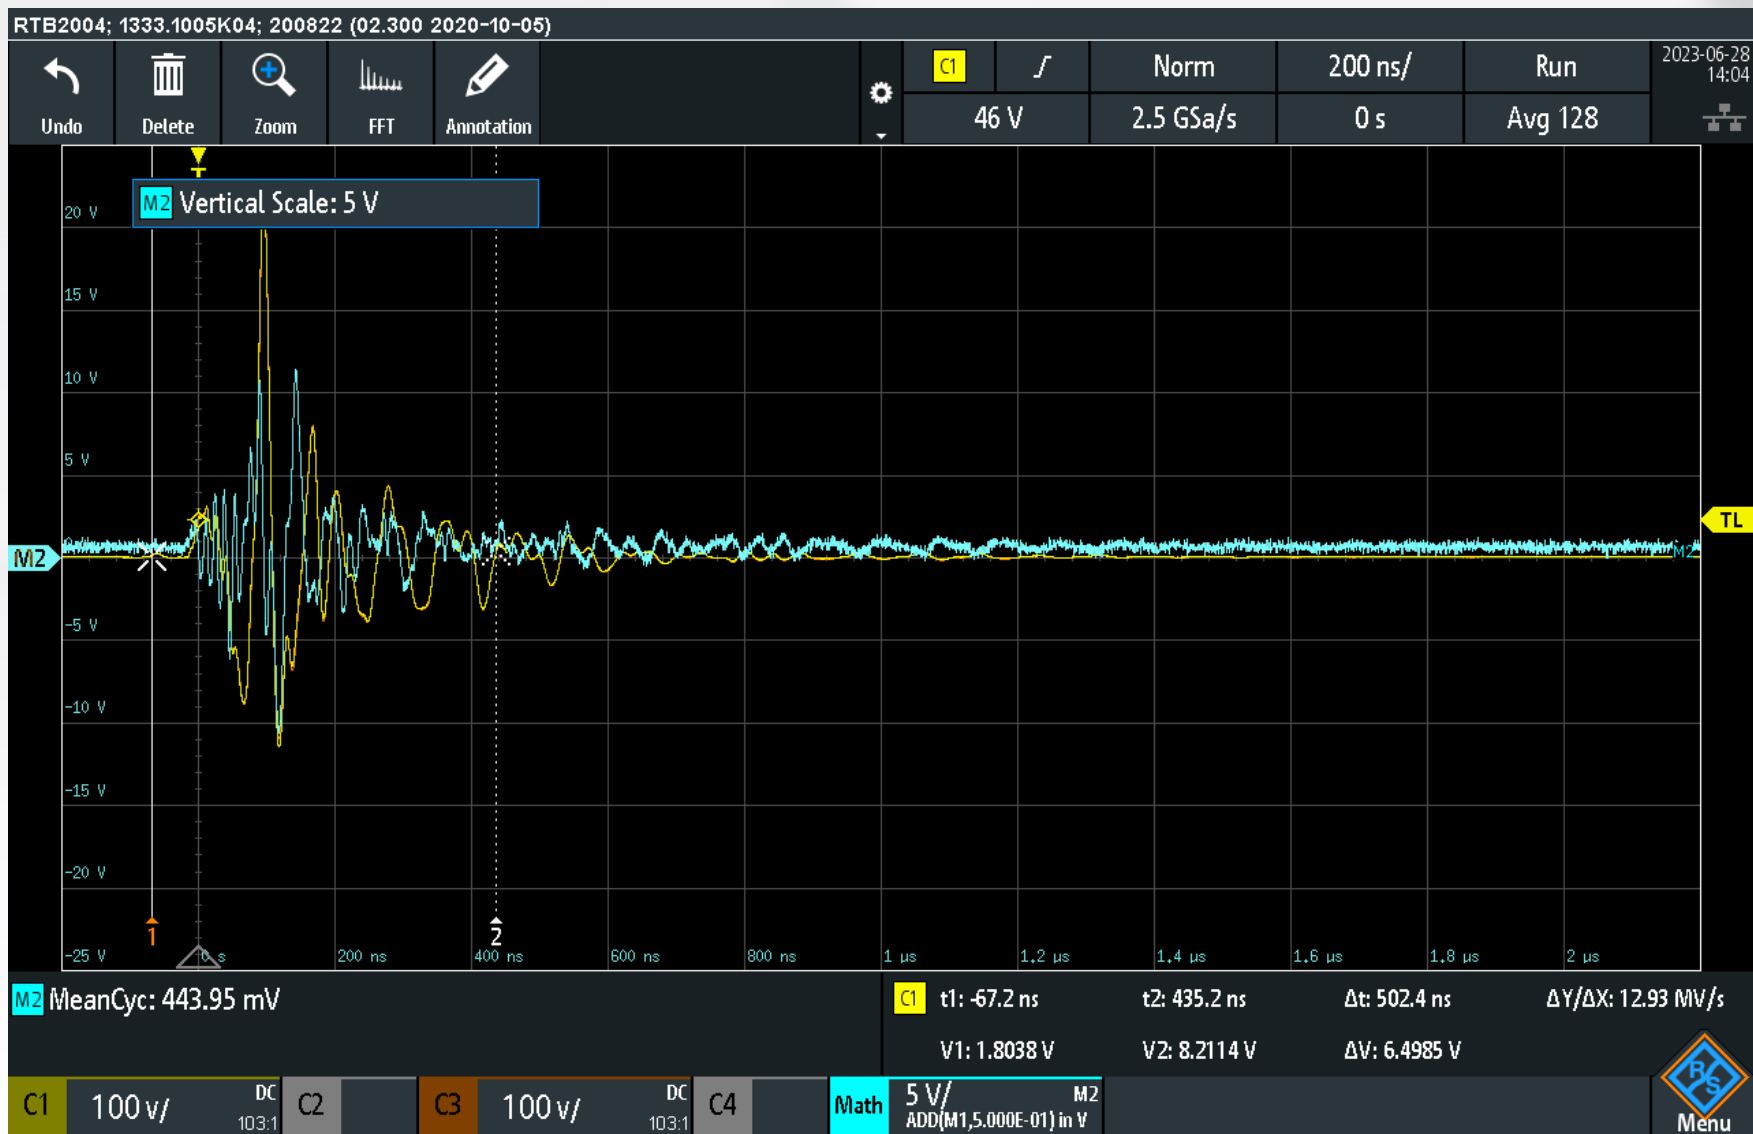 RTB2004; 1333.1005K04; 200822 (02.300 2020-10-05)
Undo
Delete
Zoom
FFT
Annotation
C1
Norm
200 ns/
Run
46 V
2.5 GSa/s
0 s
Avg 128
2023-06-28
14:04
T
M2 Vertical Scale: 5 V
20 V
15 V
10 V
5 V
M2
TL
M2
-5 V
-10 V
-15 V
-20 V
-25 V
1
2
0 s
200 ns
400 ns
600 ns
800 ns
1 µs
1.2 µs
1.4 µs
1.6 µs
1.8 µs
2 µs
M2 MeanCyc: 443.95 mV
C1 t1: -67.2 ns t2: 435.2 ns Δt: 502.4 ns ΔY/ΔX: 12.93 MV/s
V1: 1.8038 V V2: 8.2114 V ΔV: 6.4985 V
C1 100 V/ DC 103:1
C2
C3 100 V/ DC 103:1
C4
Math 5 V/ M2
ADD(M1,5.000E-01) in V
R S
Menu